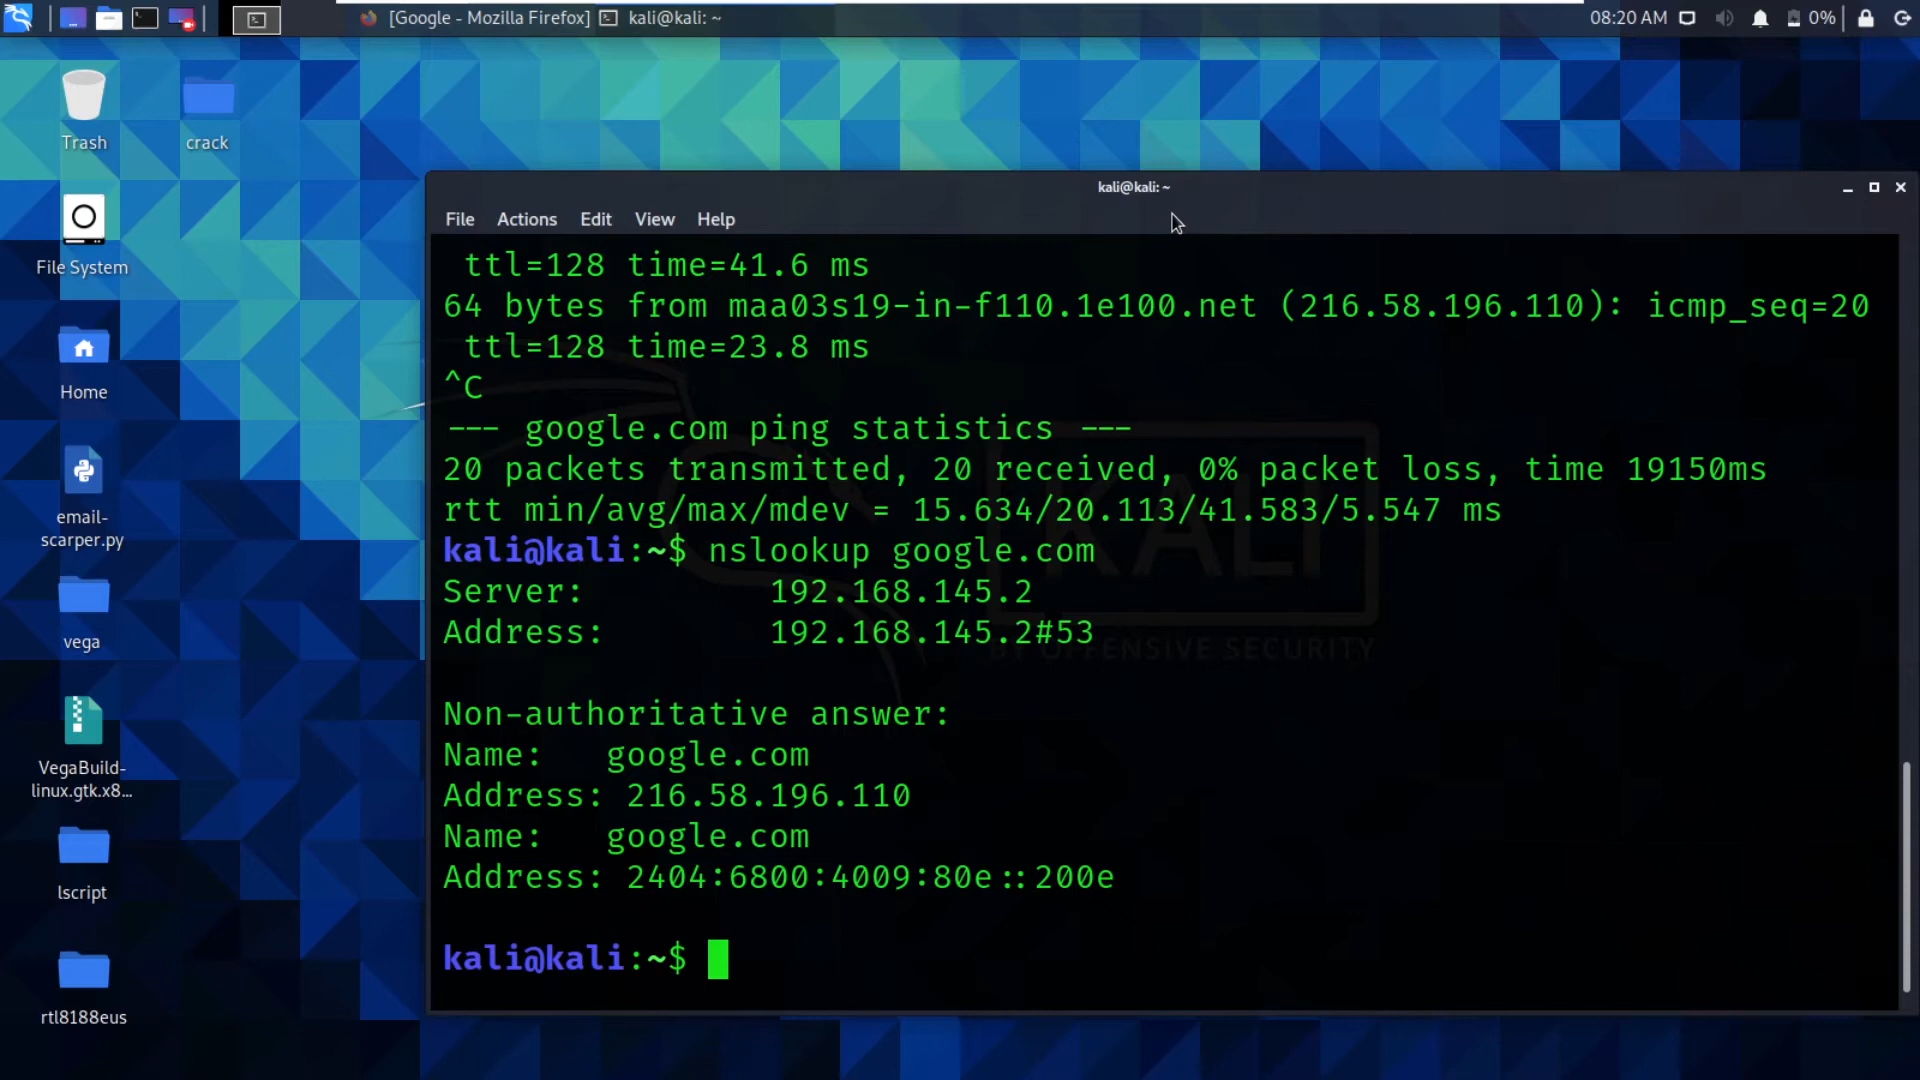 [Google - Mozilla Firefox]
kali@kali: ~
08:20 AM
0%
Trash
crack
File System
Home
email-
scarper.py
vega
VegaBuild-
linux.gtk.x8...
lscript
rtl8188eus
kali@kali: ~
File Actions Edit View Help
ttl=128 time=41.6 ms
64 bytes from maa03s19-in-f110.1e100.net (216.58.196.110): icmp_seq=20
ttl=128 time=23.8 ms
^C
--- google.com ping statistics ---
20 packets transmitted, 20 received, 0% packet loss, time 19150ms
rtt min/avg/max/mdev = 15.634/20.113/41.583/5.547 ms
kali@kali:~$ nslookup google.com
Server: 192.168.145.2
Address: 192.168.145.2#53
Non-authoritative answer:
Name: google.com
Address: 216.58.196.110
Name: google.com
Address: 2404:6800:4009:80e::200e
kali@kali:~$
KALI
BY OFFENSIVE SECURITY